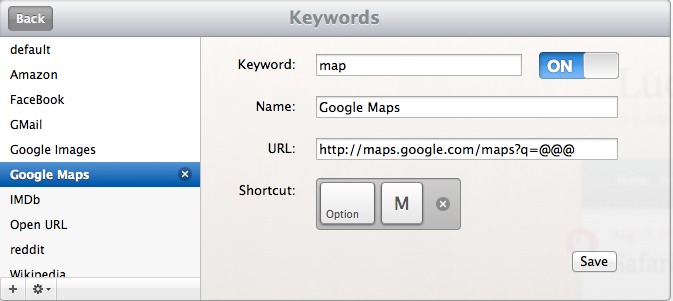 Back
Keywords
default
Amazon
FaceBook
GMail
Google Images
Google Maps
IMDb
Open URL
reddit
Wikipedia
Keyword: map ON
Name: Google Maps
URL: http://maps.google.com/maps?q=@@@
Shortcut: Option M
Save